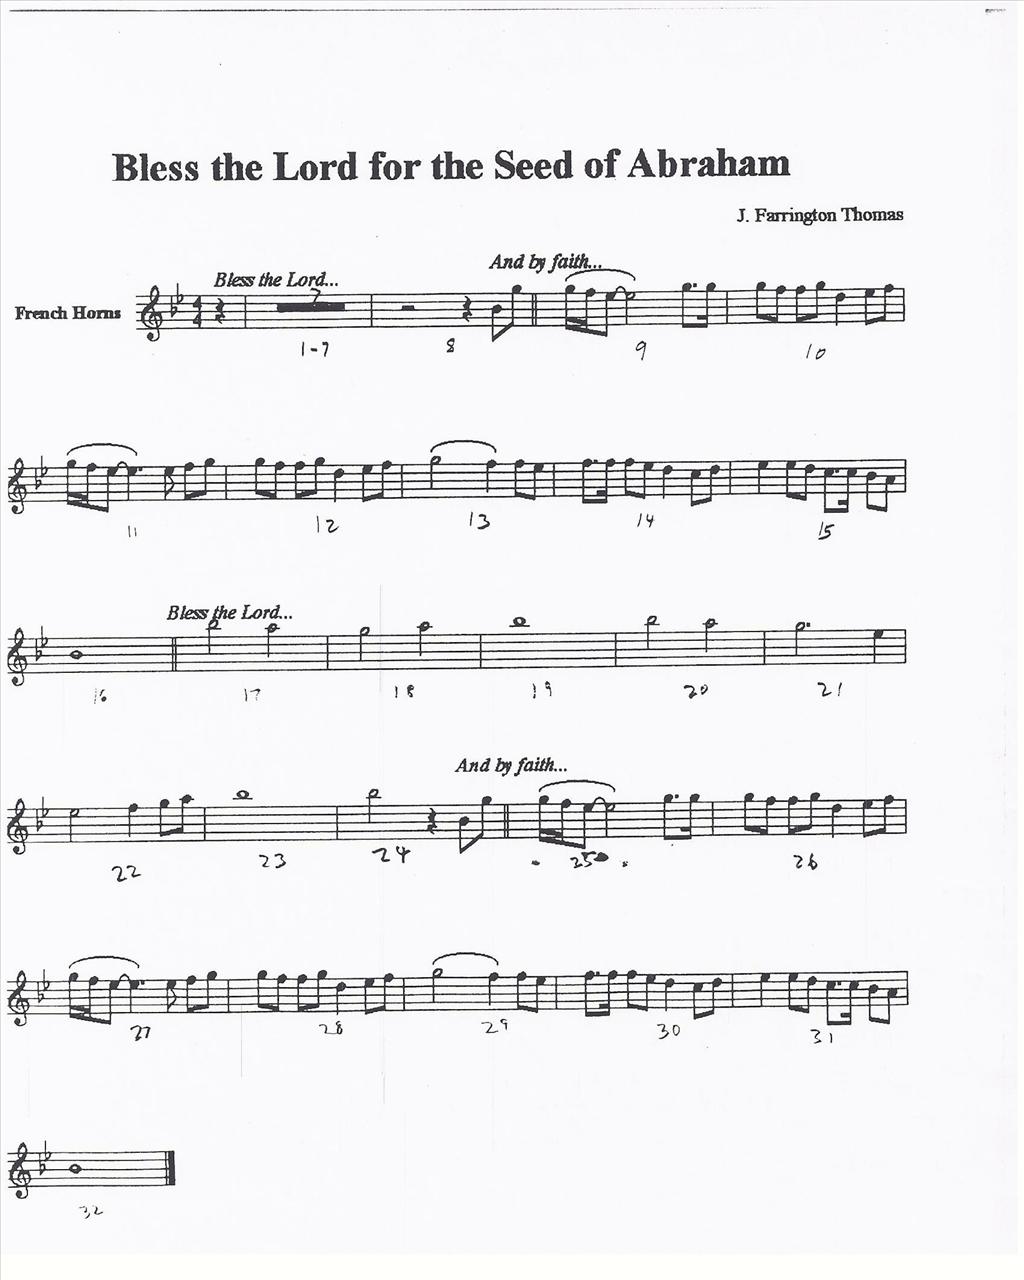 Bless the Lord for the Seed of Abraham
J. Farrington Thomas
And by faith...
Bless the Lord...
French Horns
4
4
7
1-7 8 9 10
11 12 13 14 15
Bless the Lord...
16 17 18 19 20 21
And by faith...
22 23 24 25 26
27 28 29 30 31
32